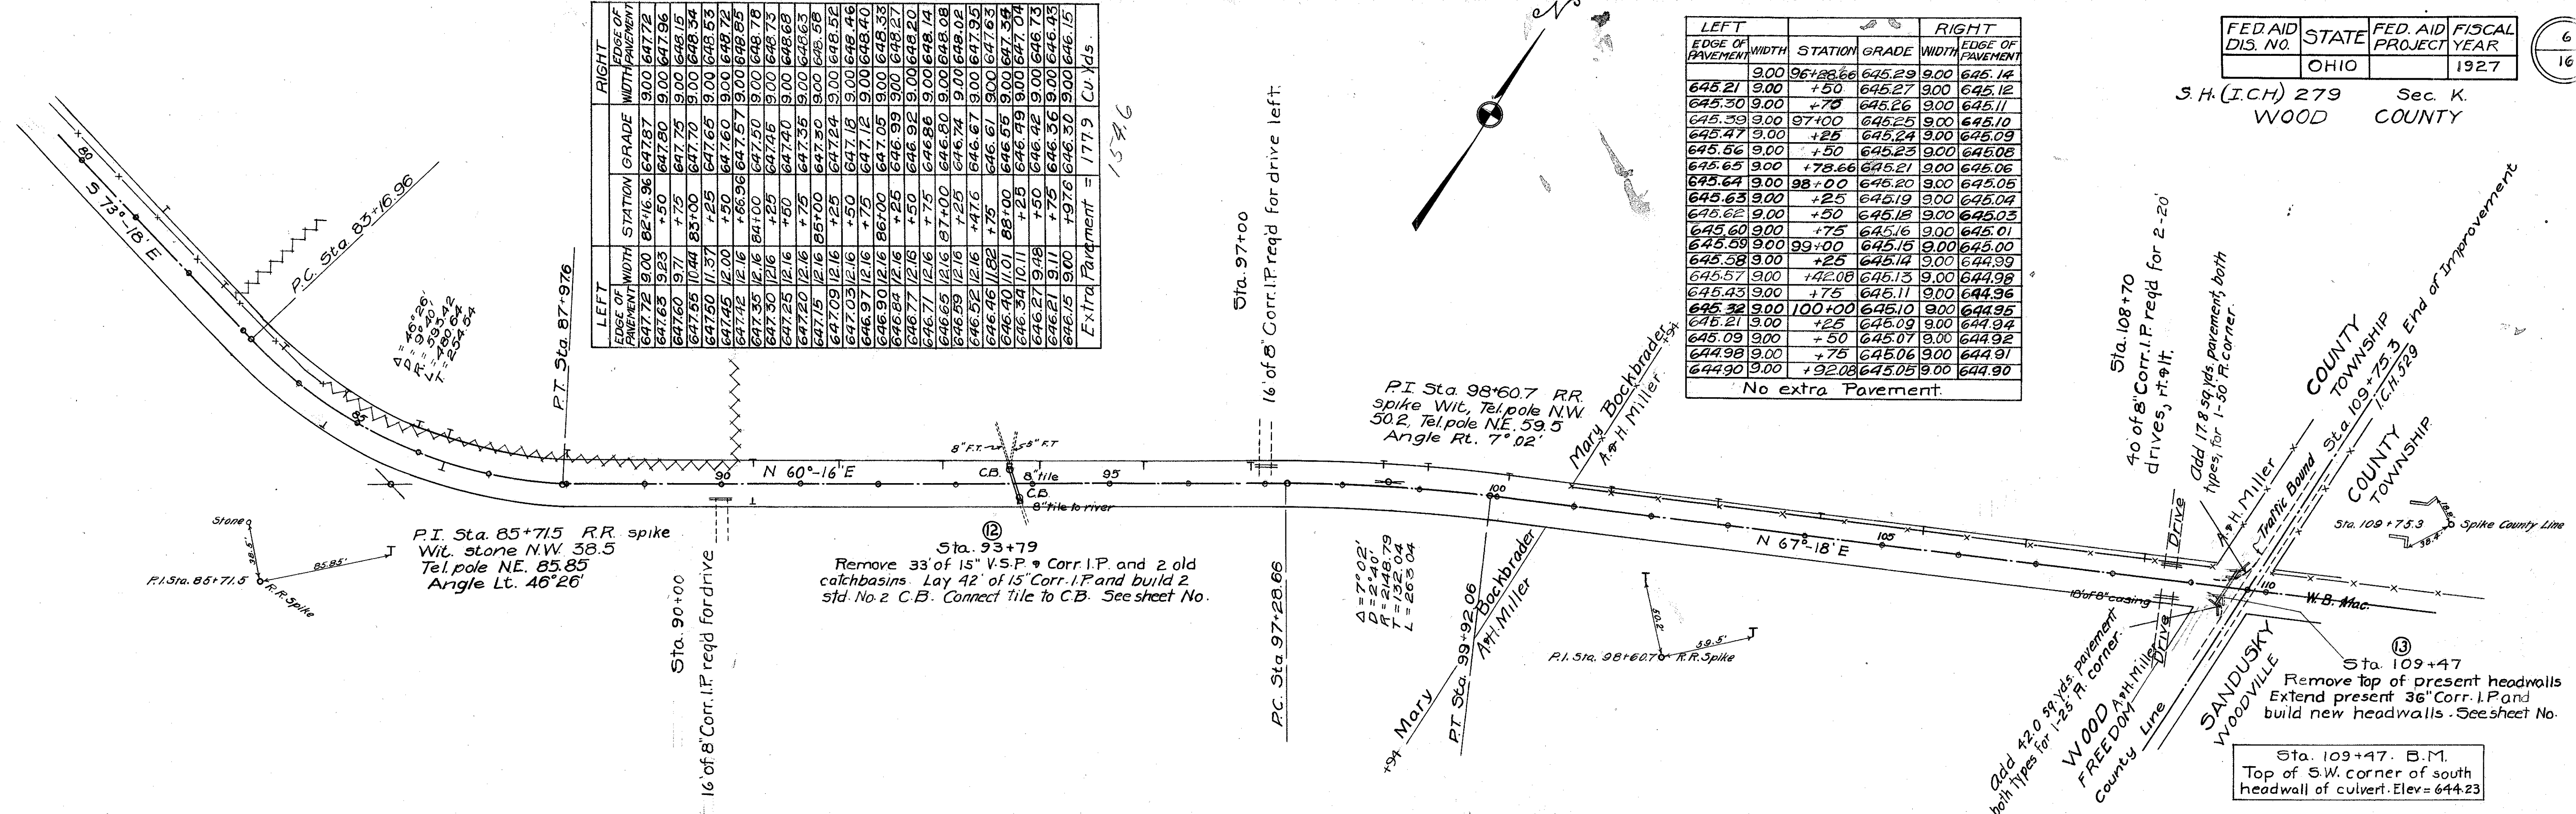 FED. AID DIS. NO. STATE FED. AID PROJECT FISCAL YEAR
OHIO 1927
6
16
S. H. (I.C.H) 279 Sec. K.
WOOD COUNTY
LEFT RIGHT
EDGE OF PAVEMENT WIDTH STATION GRADE WIDTH EDGE OF PAVEMENT
647.72 9.00 82+16.96 647.87 9.00 647.72
647.63 9.23 +50 647.80 9.00 647.96
647.60 9.71 +75 647.75 9.00 648.15
647.55 10.44 83+00 647.70 9.00 648.34
647.50 11.37 +25 647.65 9.00 648.53
647.45 12.00 +50 647.60 9.00 648.72
647.42 12.16 +66.96 647.57 9.00 648.85
647.35 12.16 84+00 647.50 9.00 648.78
647.30 12.16 +25 647.45 9.00 648.73
647.25 12.16 +50 647.40 9.00 648.68
647.20 12.16 +75 647.35 9.00 648.63
647.15 12.16 85+00 647.30 9.00 648.58
647.09 12.16 +25 647.24 9.00 648.52
647.03 12.16 +50 647.18 9.00 648.46
646.97 12.16 +75 647.12 9.00 648.40
646.90 12.16 86+00 647.05 9.00 648.33
646.84 12.16 +25 646.99 9.00 648.27
646.77 12.16 +50 646.92 9.00 648.20
646.71 12.16 +75 646.86 9.00 648.14
646.65 12.16 87+00 646.80 9.00 648.08
646.59 12.16 +25 646.74 9.00 648.02
646.52 12.16 +47.6 646.67 9.00 647.95
646.46 11.82 +75 646.61 9.00 647.63
646.40 11.01 88+00 646.55 9.00 647.34
646.34 10.11 +25 646.49 9.00 647.04
646.27 9.48 +50 646.42 9.00 646.73
646.21 9.11 +75 646.36 9.00 646.43
646.15 9.00 +97.6 646.30 9.00 646.15
Extra Pavement = 177.9 Cu. Yds.
154.6
LEFT RIGHT
EDGE OF PAVEMENT WIDTH STATION GRADE WIDTH EDGE OF PAVEMENT
9.00 96+28.66 645.29 9.00 645.14
645.21 9.00 +50 645.27 9.00 645.12
645.30 9.00 +75 645.26 9.00 645.11
645.39 9.00 97+00 645.25 9.00 645.10
645.47 9.00 +25 645.24 9.00 645.09
645.56 9.00 +50 645.23 9.00 645.08
645.65 9.00 +78.66 645.21 9.00 645.06
645.64 9.00 98+00 645.20 9.00 645.05
645.63 9.00 +25 645.19 9.00 645.04
645.62 9.00 +50 645.18 9.00 645.03
645.60 9.00 +75 645.16 9.00 645.01
645.59 9.00 99+00 645.15 9.00 645.00
645.58 9.00 +25 645.14 9.00 644.99
645.57 9.00 +42.08 645.13 9.00 644.98
645.43 9.00 +75 645.11 9.00 644.96
645.32 9.00 100+00 645.10 9.00 644.95
645.21 9.00 +25 645.09 9.00 644.94
645.09 9.00 +50 645.07 9.00 644.92
644.98 9.00 +75 645.06 9.00 644.91
644.90 9.00 +92.08 645.05 9.00 644.90
No extra Pavement.
80
S 73°-18' E
P.C. Sta. 83+16.96
Δ = 46°26'
D = 9°40'
R = 593.42
L = 480.64
T = 254.54
P.T. Sta 87+97.6
85
90
N 60°-16' E
8" F.T.
8" F.T
C.B.
8" tile
C.B.
8" tile to river
95
Sta. 97+00
16' of 8" Corr. I.P. req'd for drive left.
P.I. Sta. 98+60.7 RR.
spike Wit, Tel. pole N.W
50.2, Tel. pole N.E. 59.5
Angle Rt. 7° 02'
Mary Bockbrader +94
A. & H. Miller.
100
N 67°-18' E
105
Sta. 108+70
40' of 8" Corr. I.P. req'd for 2-20'
drives, rt. & lt.
Add 17.8 sq. yds. pavement, both
types, for 1-50' R. corner.
Drive
A. & H. Miller
Traffic Bound
Sta. 109+75.3 End of Improvement
I.C.H. 529
COUNTY
TOWNSHIP
COUNTY
TOWNSHIP
18.8'
Sta. 109+75.3
Spike County Line
38.4'
110
W. B. Mac.
18' of 8" casing
Drive
A. & H. Miller
Add 42.0 sq. yds. pavement
both types for 1-25' R. corner.
WOOD
FREEDOM
County Line
SANDUSKY
WOODVILLE
Stone
38.5'
85.85'
P.I. Sta. 85+71.5
R.R. Spike
P.I. Sta. 85+71.5 R.R. spike
Wit. stone N.W. 38.5
Tel. pole N.E. 85.85
Angle Lt. 46°26'
Sta. 90+00
16' of 8" Corr. I.P. req'd for drive
12
Sta. 93+79
Remove 33' of 15" V.S.P. & Corr. I.P. and 2 old
catchbasins. Lay 42' of 15" Corr. I.P. and build 2
std. No. 2 C.B. Connect tile to C.B. See sheet No.
P.C. Sta. 97+28.66
Δ = 7°02'
D = 2°40'
R = 2148.79
T = 132.04
L = 263.04
P.T. Sta. 99+92.06
+94 Mary Bockbrader
A & H. Miller
50.2'
59.5'
P.I. Sta. 98+60.7
R.R. Spike
13
Sta. 109+47
Remove top of present headwalls
Extend present 36" Corr. I.P. and
build new headwalls. See sheet No.
Sta. 109+47. B.M.
Top of S.W. corner of south
headwall of culvert. Elev = 644.23